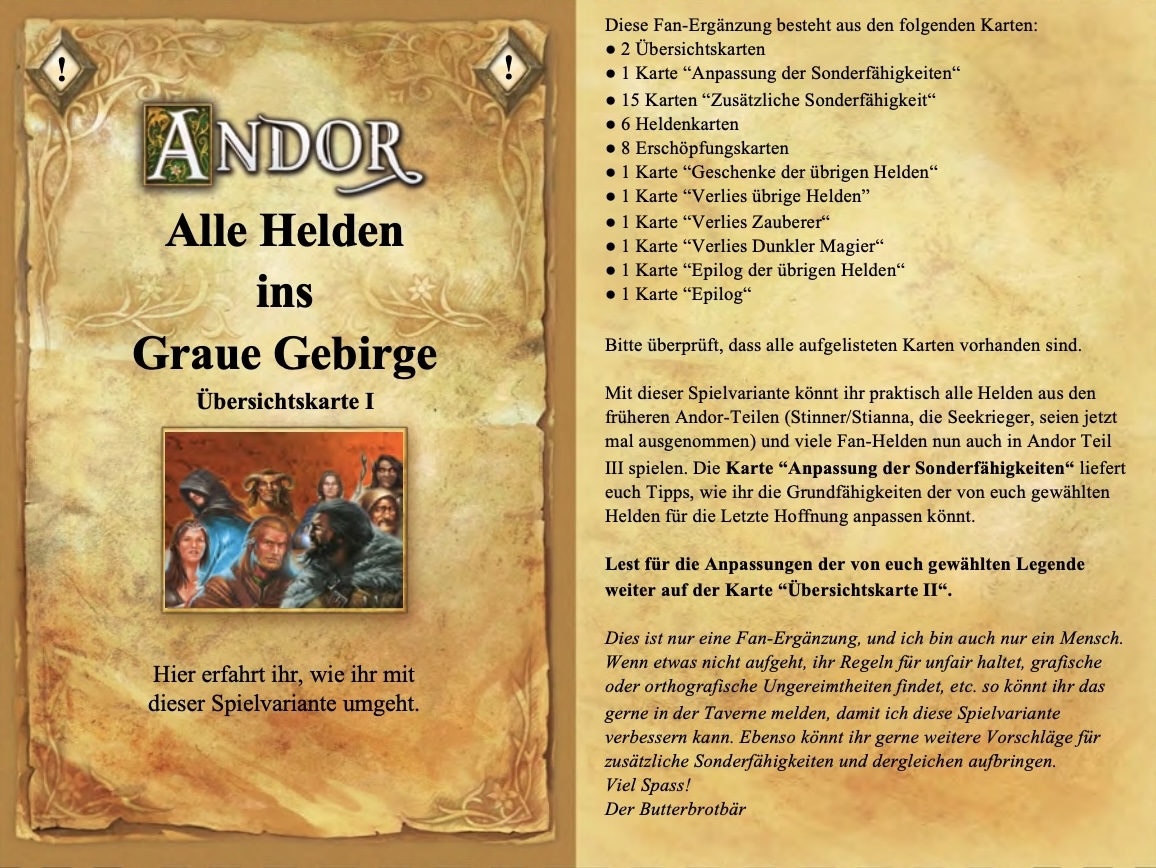 !
!
ANDOR
Alle Helden
ins
Graue Gebirge
Übersichtskarte I
Hier erfahrt ihr, wie ihr mit
dieser Spielvariante umgeht.
Diese Fan-Ergänzung besteht aus den folgenden Karten:
● 2 Übersichtskarten
● 1 Karte “Anpassung der Sonderfähigkeiten“
● 15 Karten “Zusätzliche Sonderfähigkeit“
● 6 Heldenkarten
● 8 Erschöpfungskarten
● 1 Karte “Geschenke der übrigen Helden“
● 1 Karte “Verlies übrige Helden”
● 1 Karte “Verlies Zauberer“
● 1 Karte “Verlies Dunkler Magier“
● 1 Karte “Epilog der übrigen Helden“
● 1 Karte “Epilog“
Bitte überprüft, dass alle aufgelisteten Karten vorhanden sind.
Mit dieser Spielvariante könnt ihr praktisch alle Helden aus den
früheren Andor-Teilen (Stinner/Stianna, die Seekrieger, seien jetzt
mal ausgenommen) und viele Fan-Helden nun auch in Andor Teil
III spielen. Die Karte “Anpassung der Sonderfähigkeiten“ liefert
euch Tipps, wie ihr die Grundfähigkeiten der von euch gewählten
Helden für die Letzte Hoffnung anpassen könnt.
Lest für die Anpassungen der von euch gewählten Legende
weiter auf der Karte “Übersichtskarte II“.
Dies ist nur eine Fan-Ergänzung, und ich bin auch nur ein Mensch.
Wenn etwas nicht aufgeht, ihr Regeln für unfair haltet, grafische
oder orthografische Ungereimtheiten findet, etc. so könnt ihr das
gerne in der Taverne melden, damit ich diese Spielvariante
verbessern kann. Ebenso könnt ihr gerne weitere Vorschläge für
zusätzliche Sonderfähigkeiten und dergleichen aufbringen.
Viel Spass!
Der Butterbrotbär